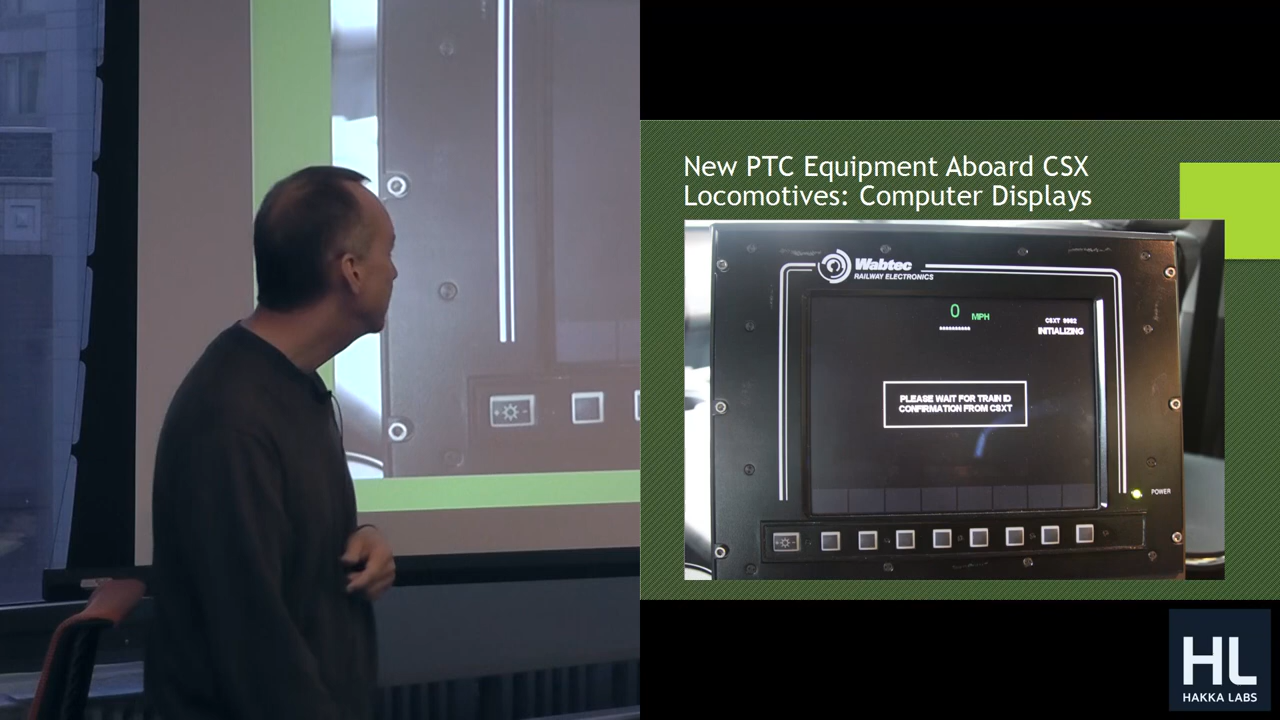 New PTC Equipment Aboard CSX
Locomotives: Computer Displays
Wabtec
RAILWAY ELECTRONICS
0 MPH
CSXT 9992
INITIALIZING
PLEASE WAIT FOR TRAIN ID
CONFIRMATION FROM CSXT
POWER
HL
HAKKA LABS